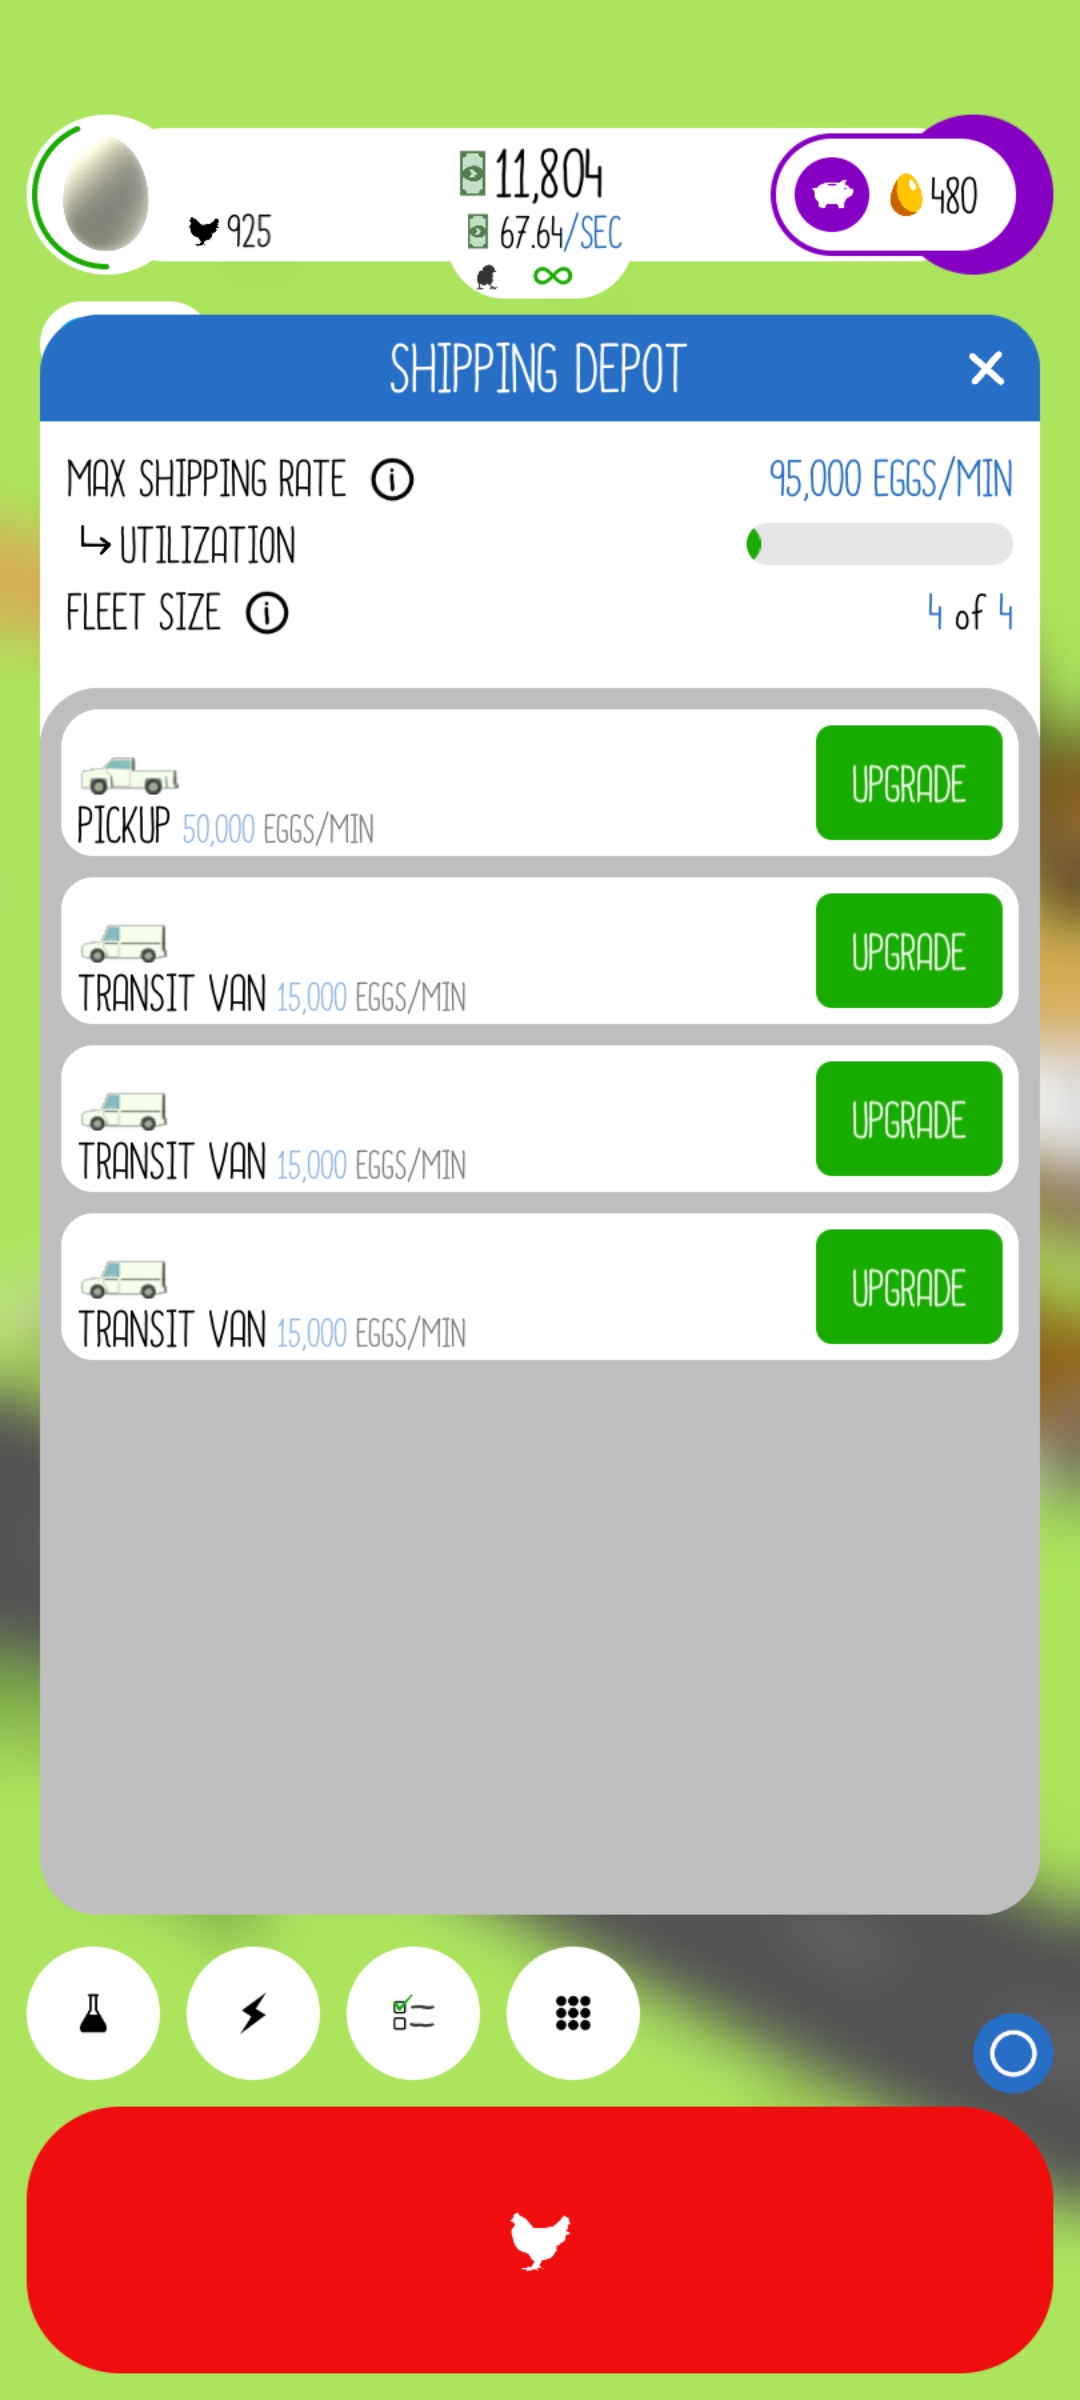 11,804
925
67.64/SEC
480
SHIPPING DEPOT
MAX SHIPPING RATE
95,000 EGGS/MIN
UTILIZATION
FLEET SIZE
4 of 4
PICKUP 50,000 EGGS/MIN
UPGRADE
TRANSIT VAN 15,000 EGGS/MIN
UPGRADE
TRANSIT VAN 15,000 EGGS/MIN
UPGRADE
TRANSIT VAN 15,000 EGGS/MIN
UPGRADE